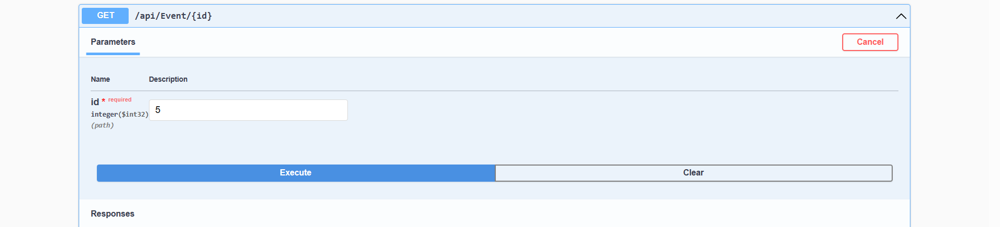 GET /api/Event/{id}
Parameters
Cancel
Name Description
id * required
integer($int32)
(path)
5
Execute Clear
Responses